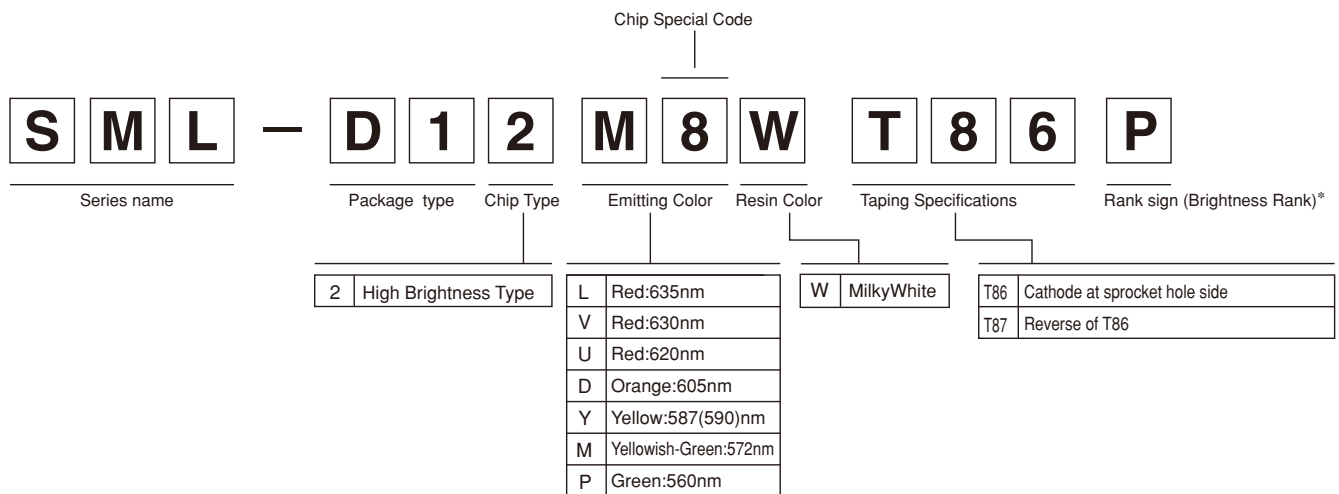 Chip Special Code
S M L — D 1 2 M 8 W T 8 6 P
Series name Package type Chip Type Emitting Color Resin Color Taping Specifications Rank sign (Brightness Rank)*
2 High Brightness Type
L Red:635nm
V Red:630nm
U Red:620nm
D Orange:605nm
Y Yellow:587(590)nm
M Yellowish-Green:572nm
P Green:560nm
W MilkyWhite
T86 Cathode at sprocket hole side
T87 Reverse of T86